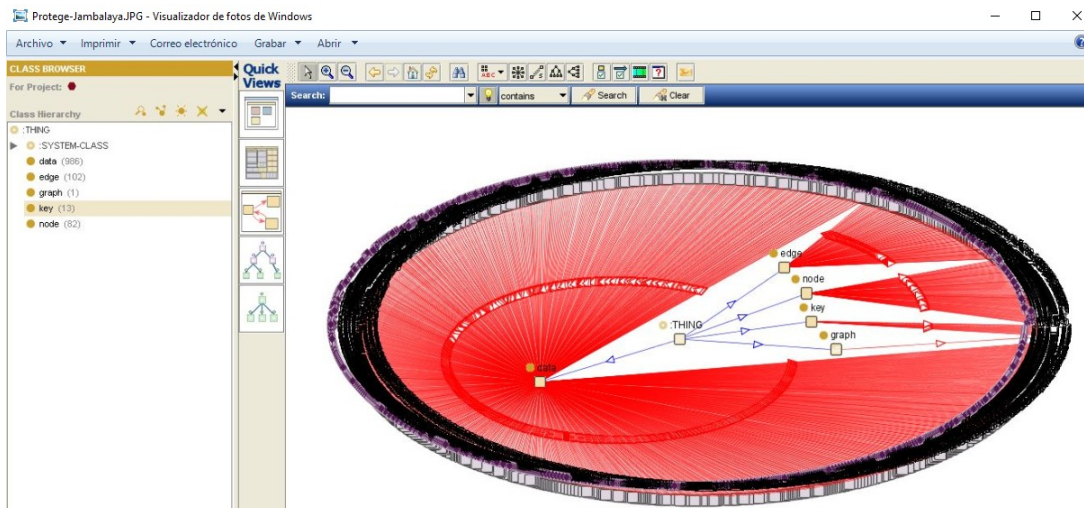 Protege-Jambalaya.JPG - Visualizador de fotos de Windows
Archivo Imprimir Correo electrónico Grabar Abrir
CLASS BROWSER
For Project:
Class Hierarchy
:THING
:SYSTEM-CLASS
data (986)
edge (102)
graph (1)
key (13)
node (82)
Quick
Views
ABC
Search: contains Search Clear
edge
node
key
:THING
graph
data